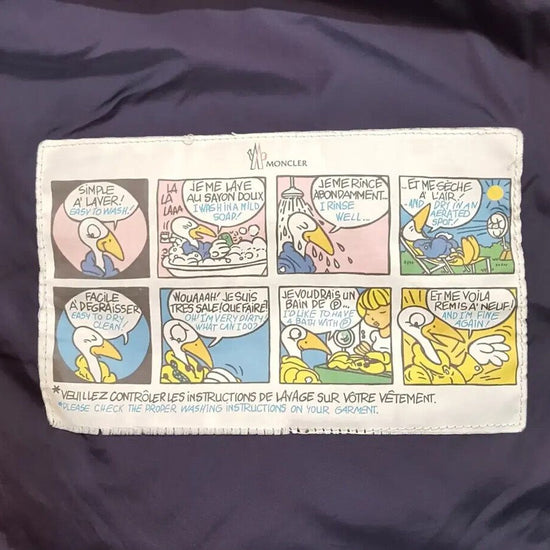 MONCLER
SIMPLE
À LAVER!
EASY TO WASH!
LA
LA
LAAA
JE ME LAVE
AU SAVON DOUX
I WASH IN A MILD
SOAP!
JE ME RINCE
ABONDAMMENT...
I RINSE
WELL...
...ET ME SÈCHE
À L'AIR!
AND DRY IN AN
AERATED
SPOT!
FACILE
À DEGRAISSER
EASY TO DRY
CLEAN!
WOUAAAH! JE SUIS
TRES SALE! QUE FAIRE?
OH! I'M VERY DIRTY!
WHAT CAN I DO?
JE VOUDRAIS UN
BAIN DE Ⓟ...
I'D LIKE TO HAVE
A BATH WITH Ⓟ
ET ME VOILA
REMIS A NEUF!
AND I'M FINE
AGAIN!
*VEUILLEZ CONTRÔLER LES INSTRUCTIONS DE LAVAGE SUR VÔTRE VÊTEMENT.
*PLEASE CHECK THE PROPER WASHING INSTRUCTIONS ON YOUR GARMENT.